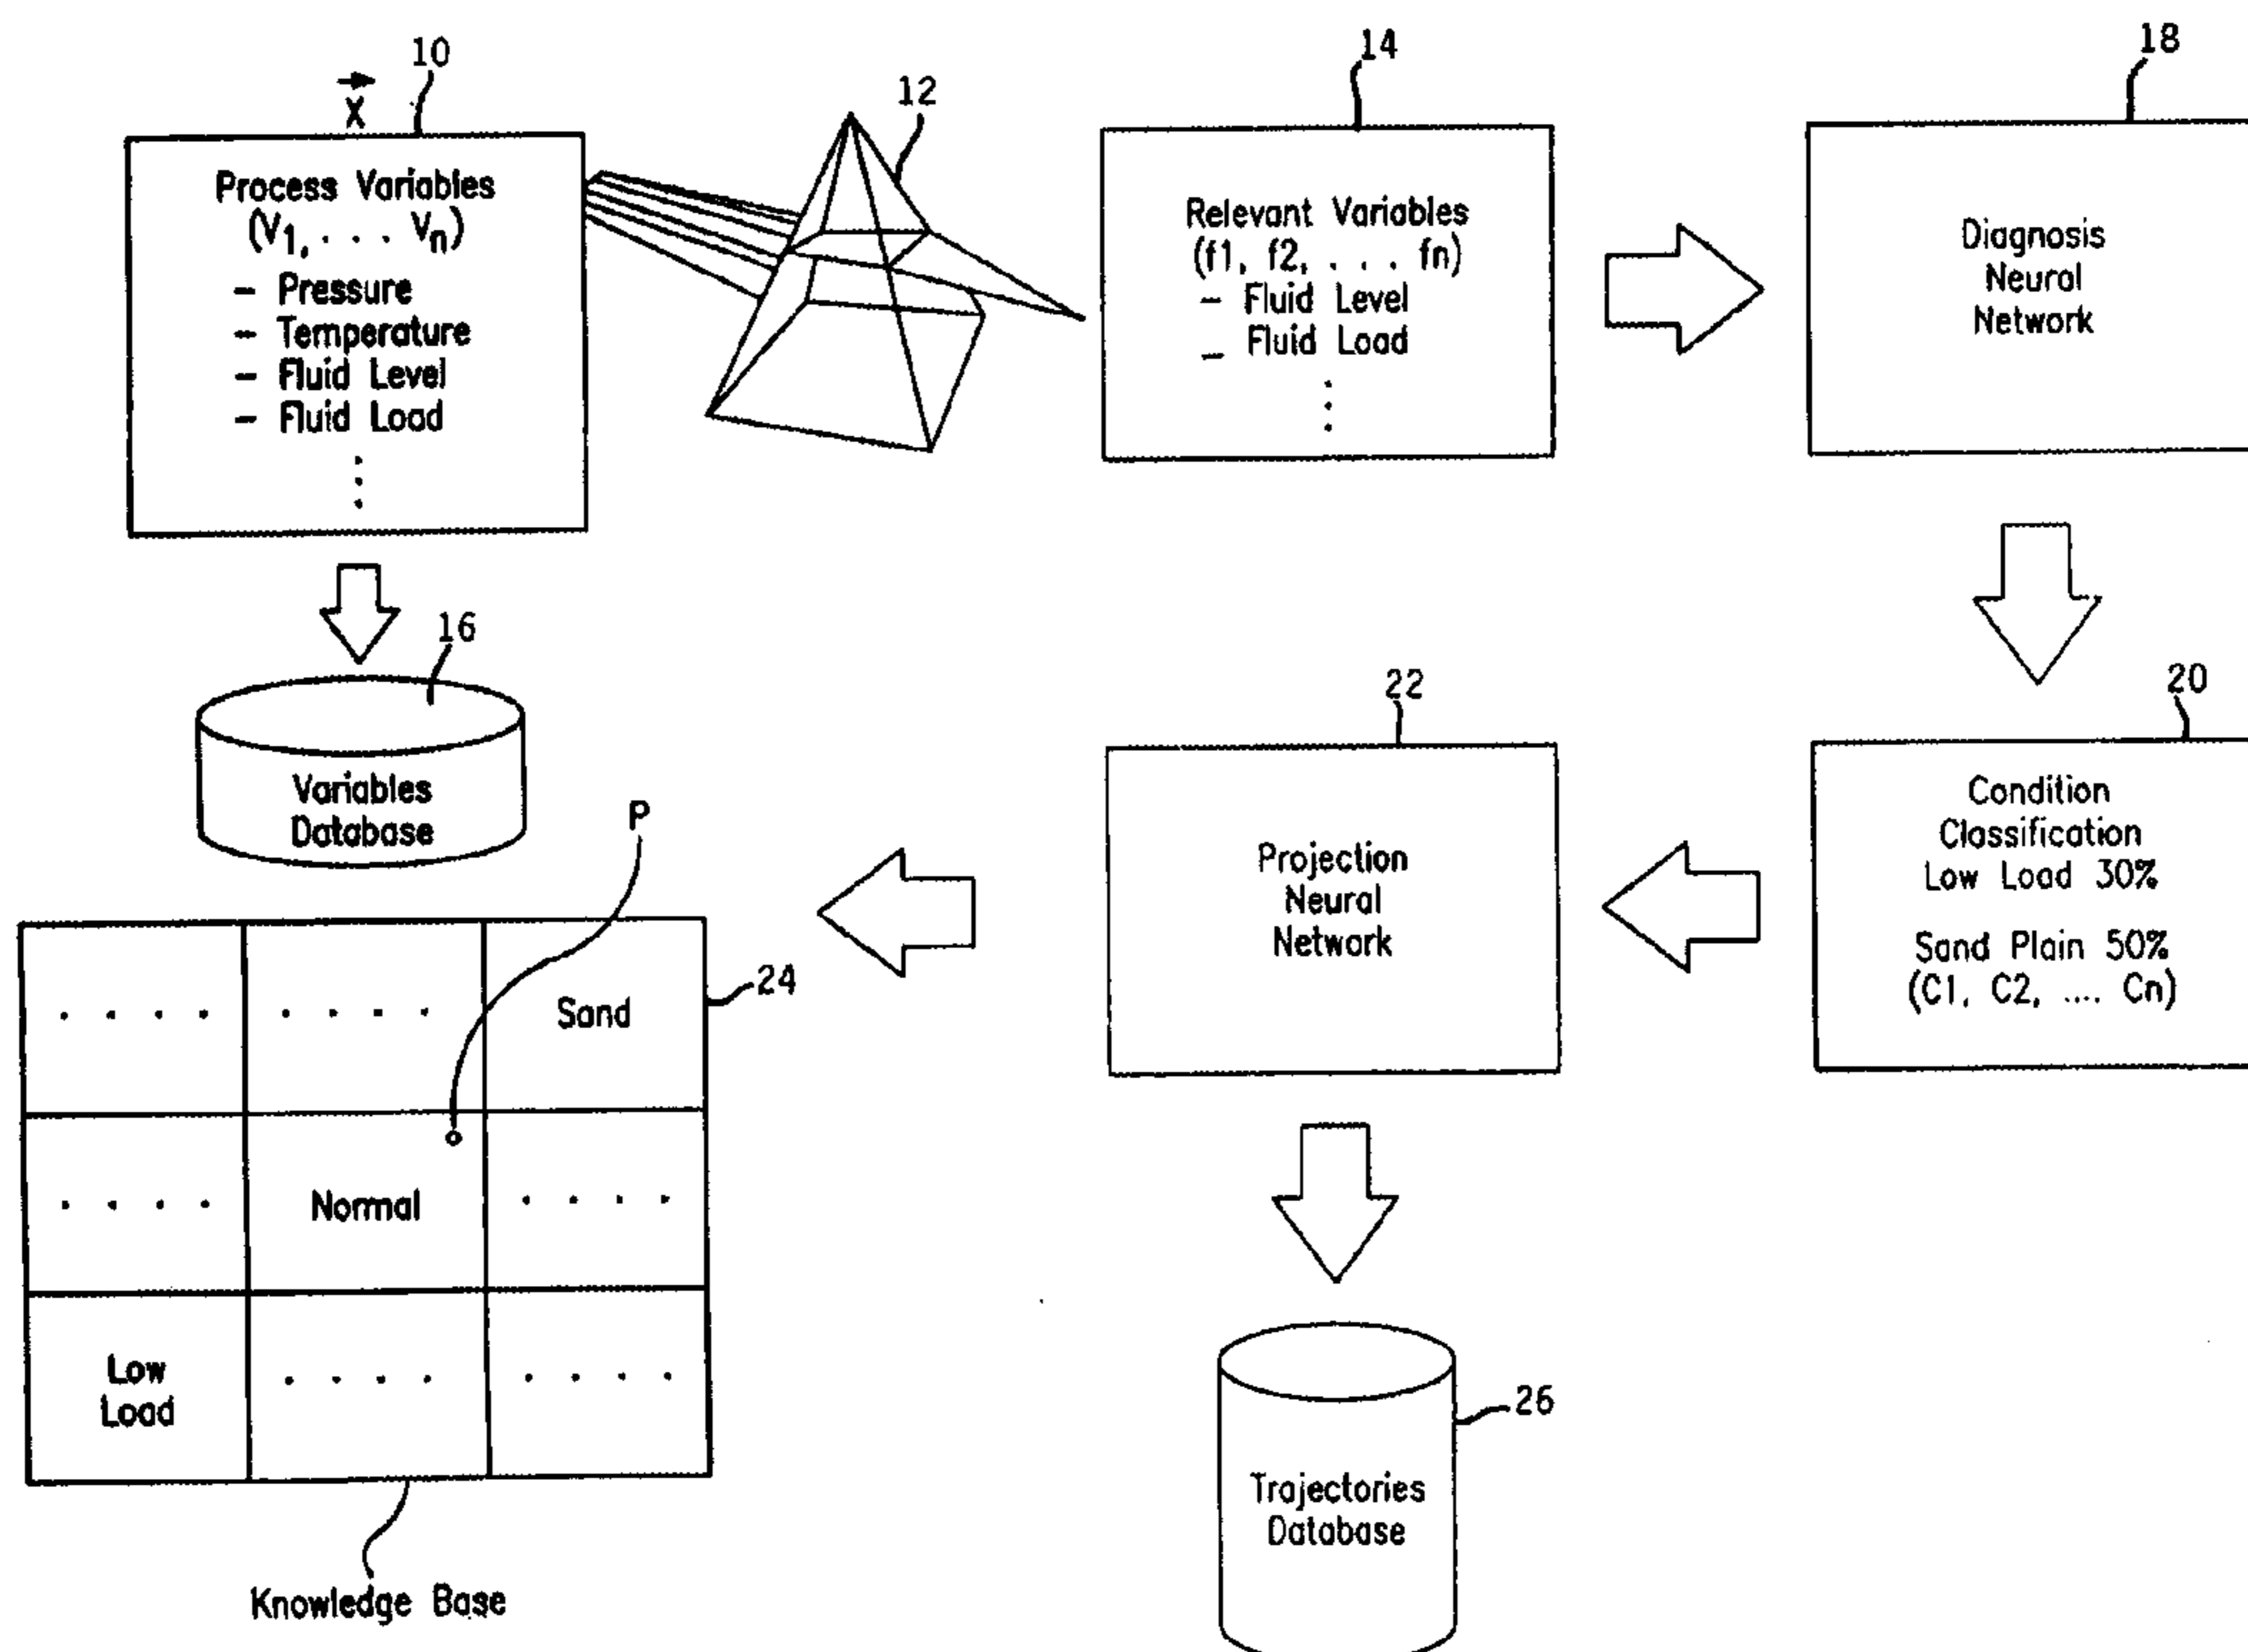 10
X
Process Variables
(V1, . . . Vn)
- Pressure
- Temperature
- Fluid Level
- Fluid Load
12
14
Relevant Variables
(f1, f2, . . . fn)
- Fluid Level
- Fluid Load
18
Diagnosis
Neural
Network
16
Variables
Database
P
22
Projection
Neural
Network
20
Condition
Classification
Low Load 30%
Sand Plain 50%
(C1, C2, .... Cn)
24
. . . .
. . . .
Sand
. . . .
Normal
. . . .
Low
Load
. . . .
. . . .
Knowledge Base
26
Trajectories
Database